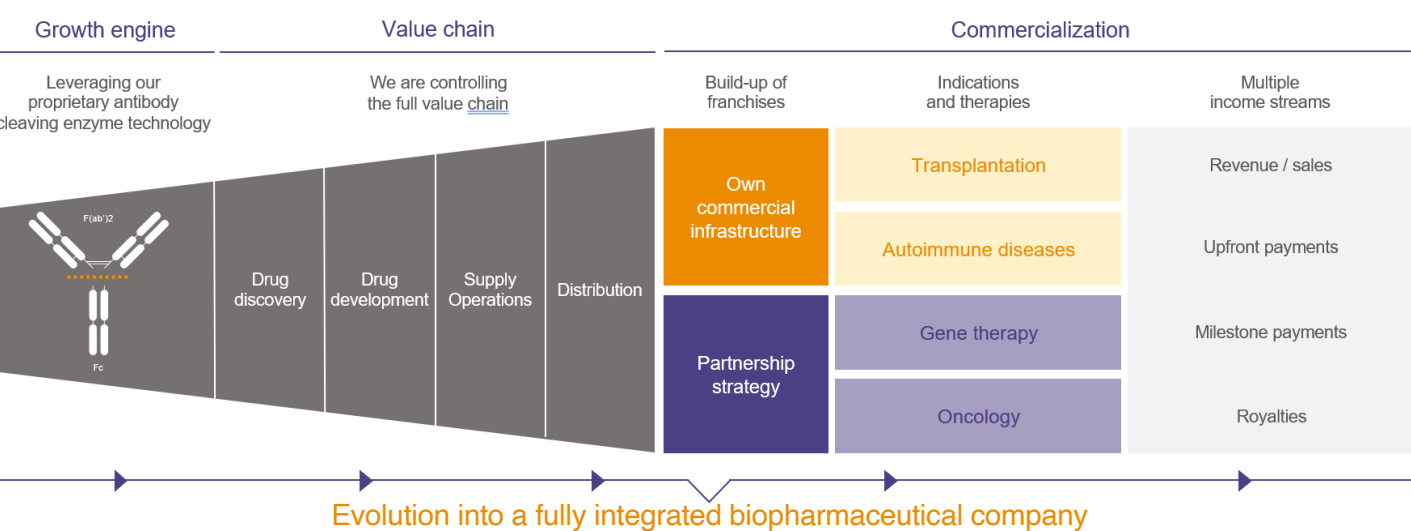 Growth engine
Value chain
Commercialization
Leveraging our
proprietary antibody
cleaving enzyme technology
We are controlling
the full value chain
Build-up of
franchises
Indications
and therapies
Multiple
income streams
F(ab')2
Fc
Drug
discovery
Drug
development
Supply
Operations
Distribution
Own
commercial
infrastructure
Partnership
strategy
Transplantation
Autoimmune diseases
Gene therapy
Oncology
Revenue / sales
Upfront payments
Milestone payments
Royalties
Evolution into a fully integrated biopharmaceutical company